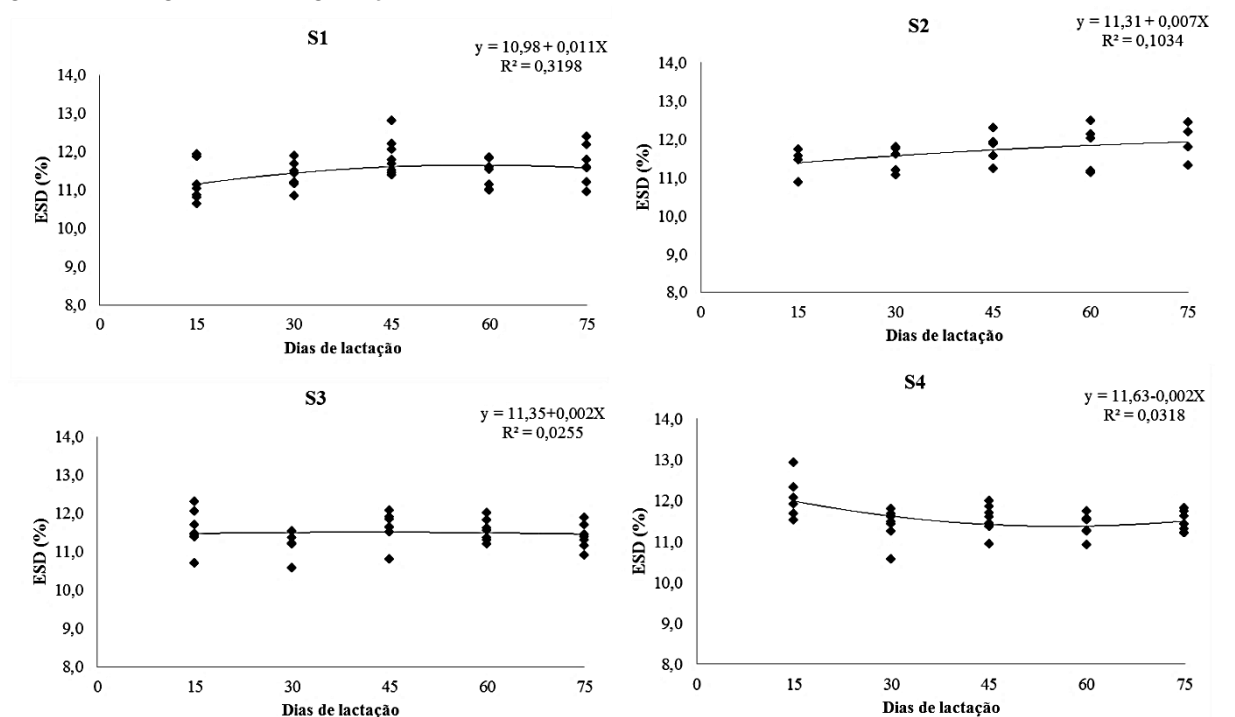 S1
y = 10,98 + 0,011X
R² = 0,3198
14,0
13,0
12,0
11,0
10,0
9,0
8,0
ESD (%)
0 15 30 45 60 75
Dias de lactação
S2
y = 11,31 + 0,007X
R² = 0,1034
14,0
13,0
12,0
11,0
10,0
9,0
8,0
ESD (%)
0 15 30 45 60 75
Dias de lactação
S3
y = 11,35+0,002X
R² = 0,0255
14,0
13,0
12,0
11,0
10,0
9,0
8,0
ESD (%)
0 15 30 45 60 75
Dias de lactação
S4
y = 11,63-0,002X
R² = 0,0318
14,0
13,0
12,0
11,0
10,0
9,0
8,0
ESD (%)
0 15 30 45 60 75
Dias de lactação